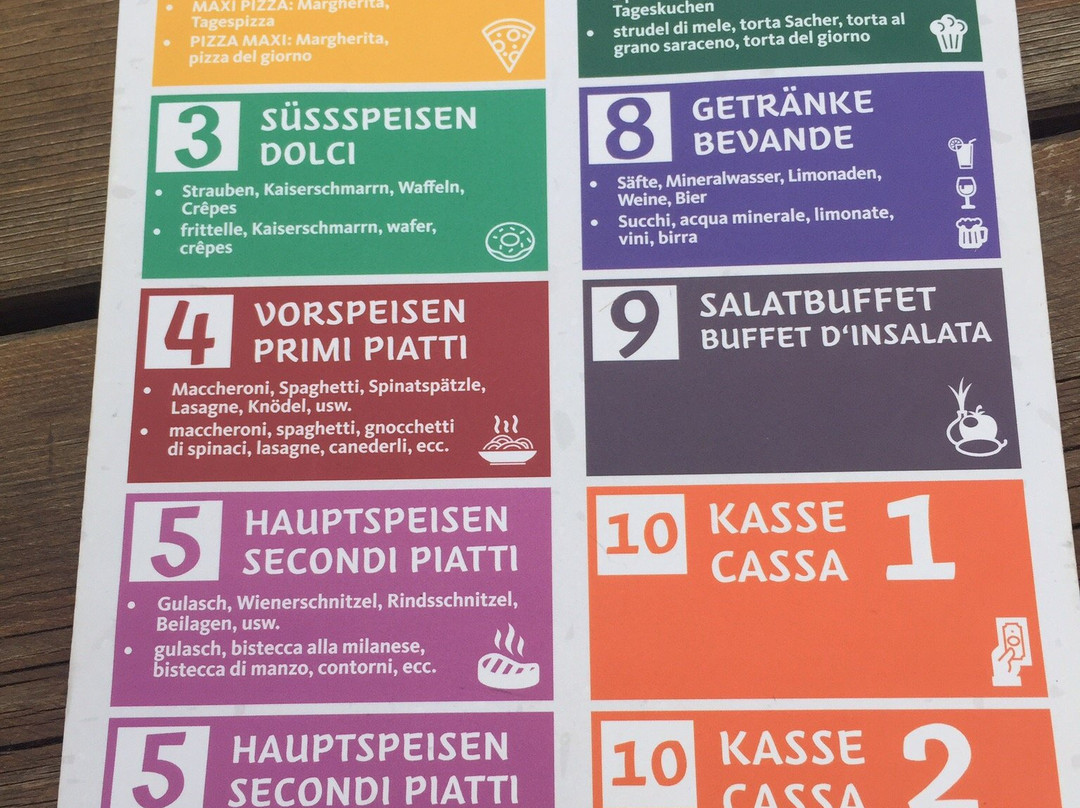 MAXI PIZZA: Margherita,
Tagespizza
PIZZA MAXI: Margherita,
pizza del giorno
3
SÜSSSPEISEN
DOLCI
Strauben, Kaiserschmarrn, Waffeln,
Crêpes
frittelle, Kaiserschmarrn, wafer,
crêpes
4
VORSPEISEN
PRIMI PIATTI
Maccheroni, Spaghetti, Spinatspätzle,
Lasagne, Knödel, usw.
maccheroni, spaghetti, gnocchetti
di spinaci, lasagne, canederli, ecc.
5
HAUPTSPEISEN
SECONDI PIATTI
Gulasch, Wienerschnitzel, Rindsschnitzel,
Beilagen, usw.
gulasch, bistecca alla milanese,
bistecca di manzo, contorni, ecc.
5
HAUPTSPEISEN
SECONDI PIATTI
Tageskuchen
strudel di mele, torta Sacher, torta al
grano saraceno, torta del giorno
8
GETRÄNKE
BEVANDE
Säfte, Mineralwasser, Limonaden,
Weine, Bier
Succhi, acqua minerale, limonate,
vini, birra
9
SALATBUFFET
BUFFET D'INSALATA
10
KASSE
CASSA
1
10
KASSE
CASSA
2